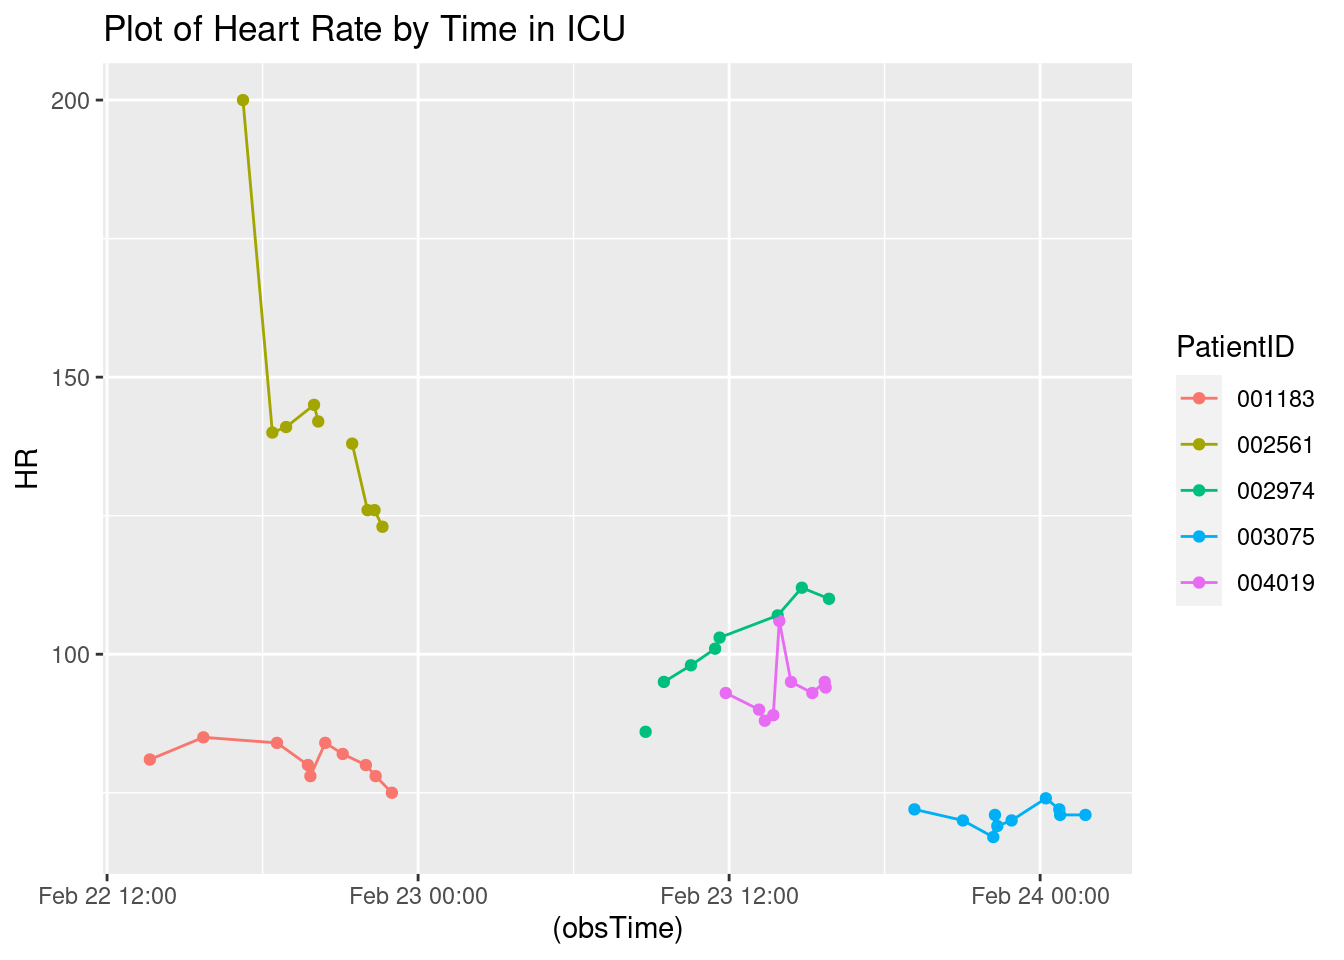 Plot of Heart Rate by Time in ICU
200
150
100
HR
Feb 22 12:00
Feb 23 00:00
Feb 23 12:00
Feb 24 00:00
(obsTime)
PatientID
001183
002561
002974
003075
004019